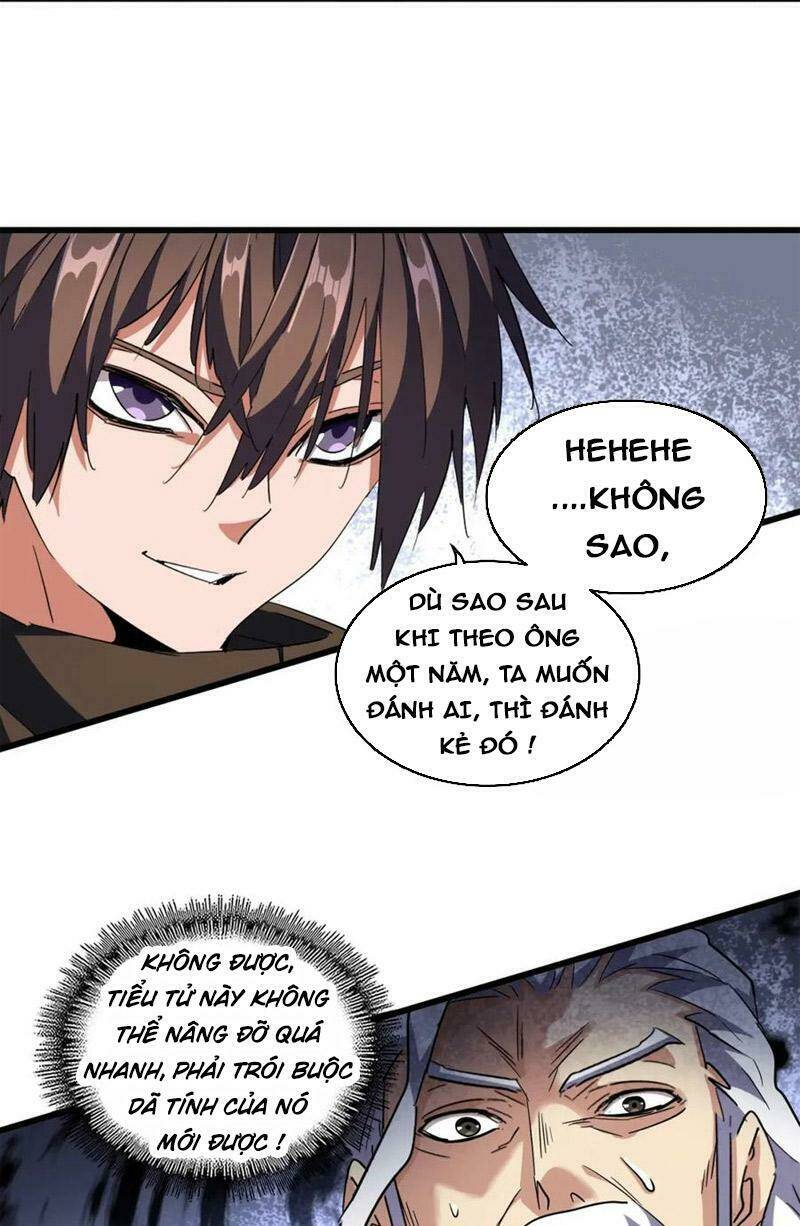 HEHEHE
....KHÔNG
SAO,
DÙ SAO SAU
KHI THEO ÔNG
MỘT NĂM, TA MUỐN
ĐÁNH AI, THÌ ĐÁNH
KẺ ĐÓ !
KHÔNG ĐƯỢC,
TIỂU TỬ NÀY KHÔNG
THỂ NÂNG ĐỠ QUÁ
NHANH, PHẢI TRÓI BUỘC
DÃ TÍNH CỦA NÓ
MỚI ĐƯỢC !